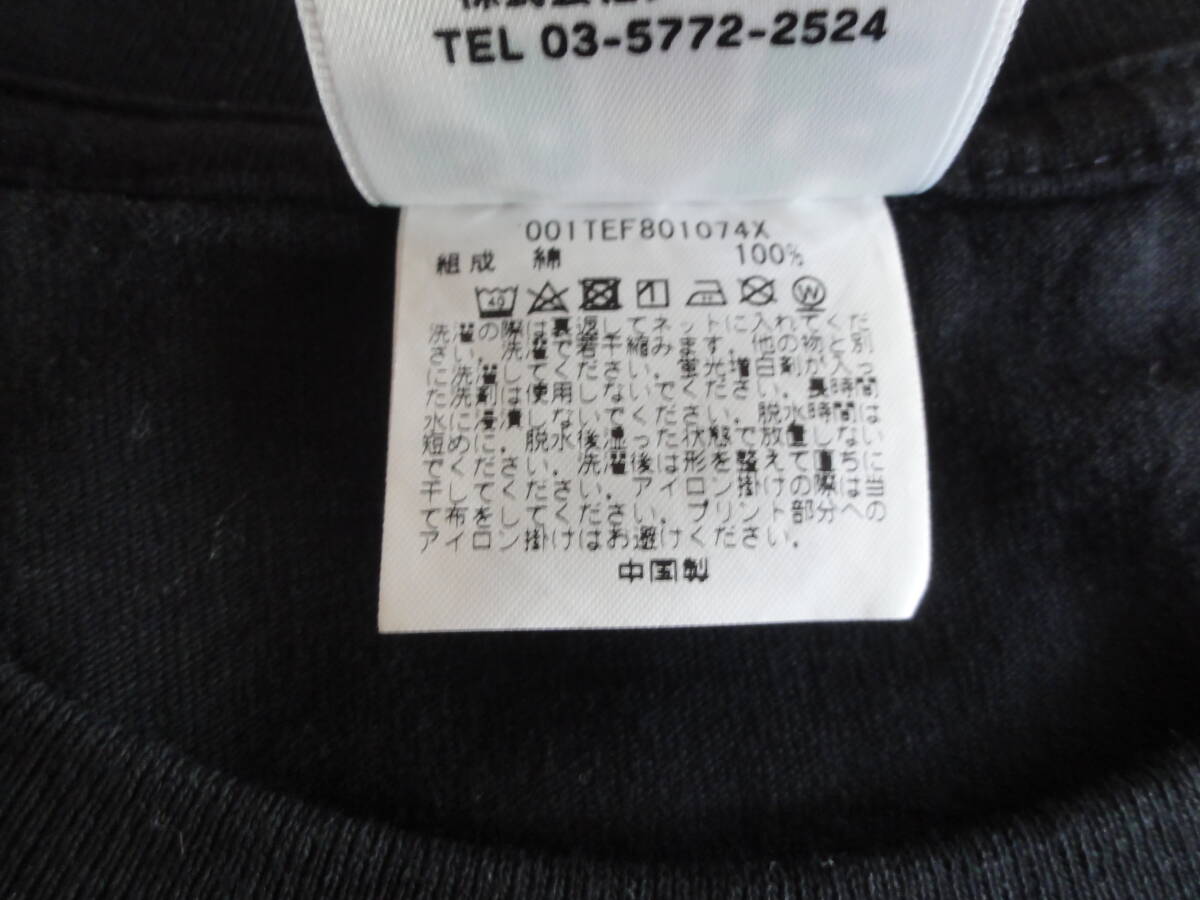 株式会社
TEL 03-5772-2524
001TEF801074X
組成 綿 100%
40
洗濯の際は裏返してネットに入れてくだ
さい．洗濯で若干縮みます．他の物と別
に洗濯してください．蛍光増白剤が入っ
た洗剤は使用しないでください．長時間
水に浸漬しないでください．脱水時間は
短めに．脱水後湿った状態で放置しない
でください．洗濯後は形を整えて直ちに
干してください．アイロン掛けの際は当
て布をしてください．プリント部分への
アイロン掛けはお避けください．
中国製